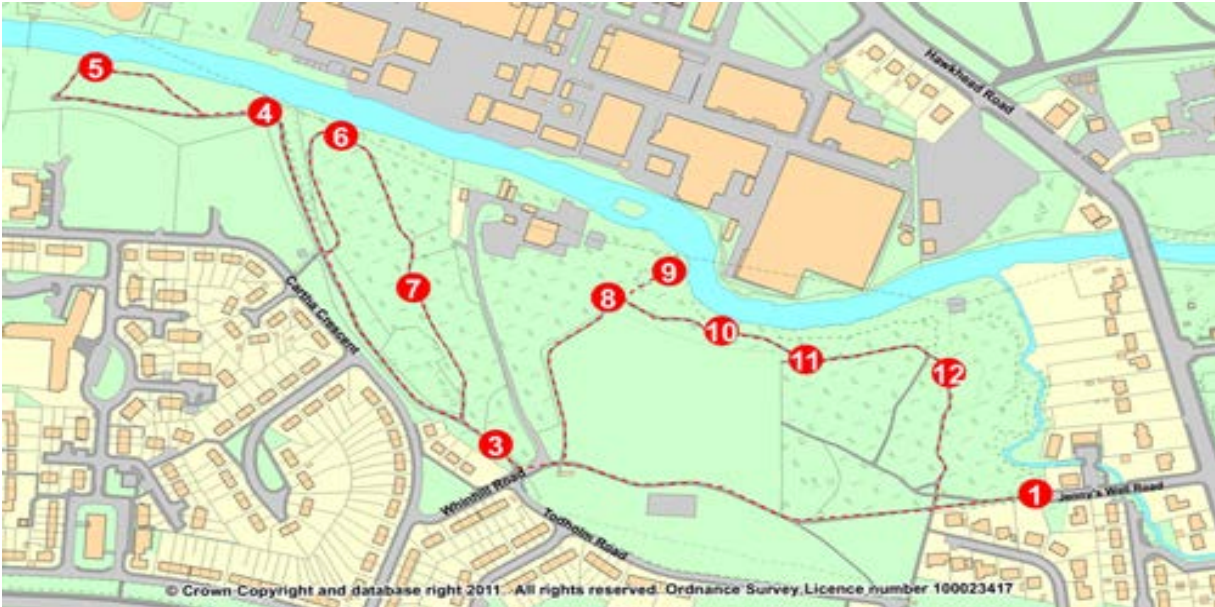 Hawkhead Road
5
4
6
Cartha Crescent
7
9
8
10
11
12
3
Whinhill Road
1
Jenny's Well Road
Todholm Road
© Crown Copyright and database right 2011. All rights reserved. Ordnance Survey Licence number 100023417